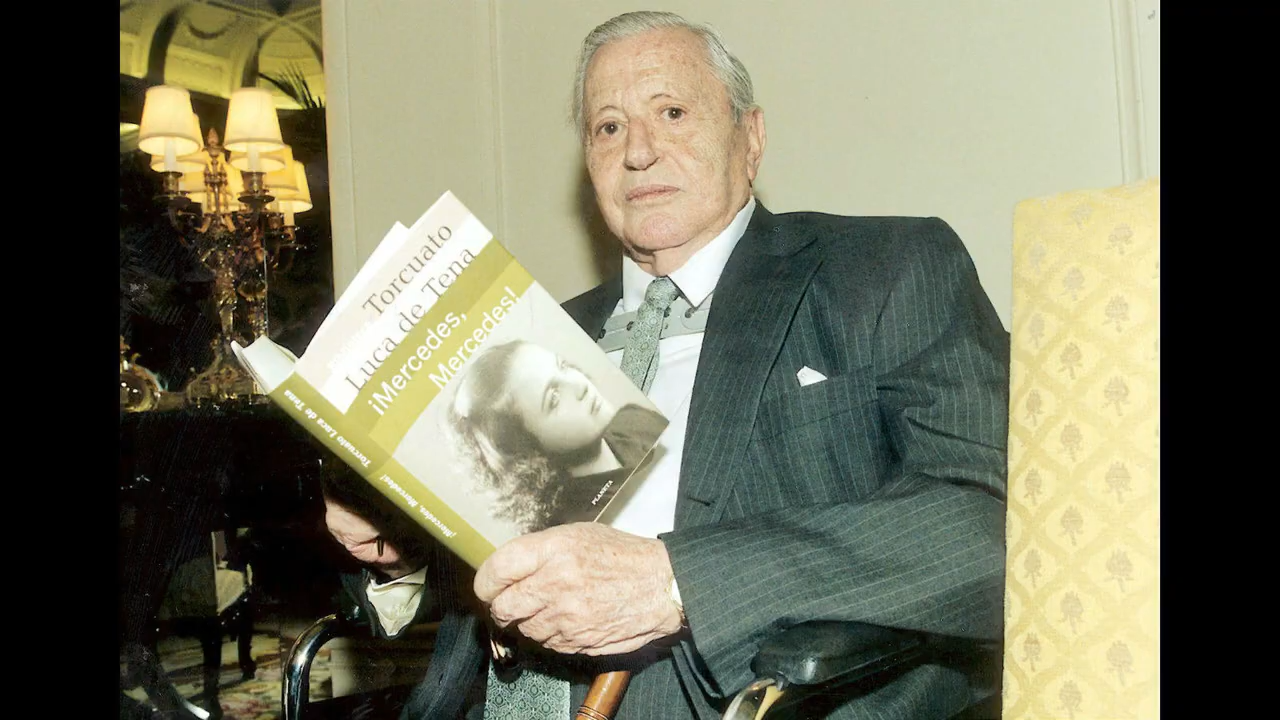 Torcuato
Luca de Tena
¡Mercedes,
Mercedes!
PLANETA
Torcuato Luca de Tena
¡Mercedes, Mercedes!